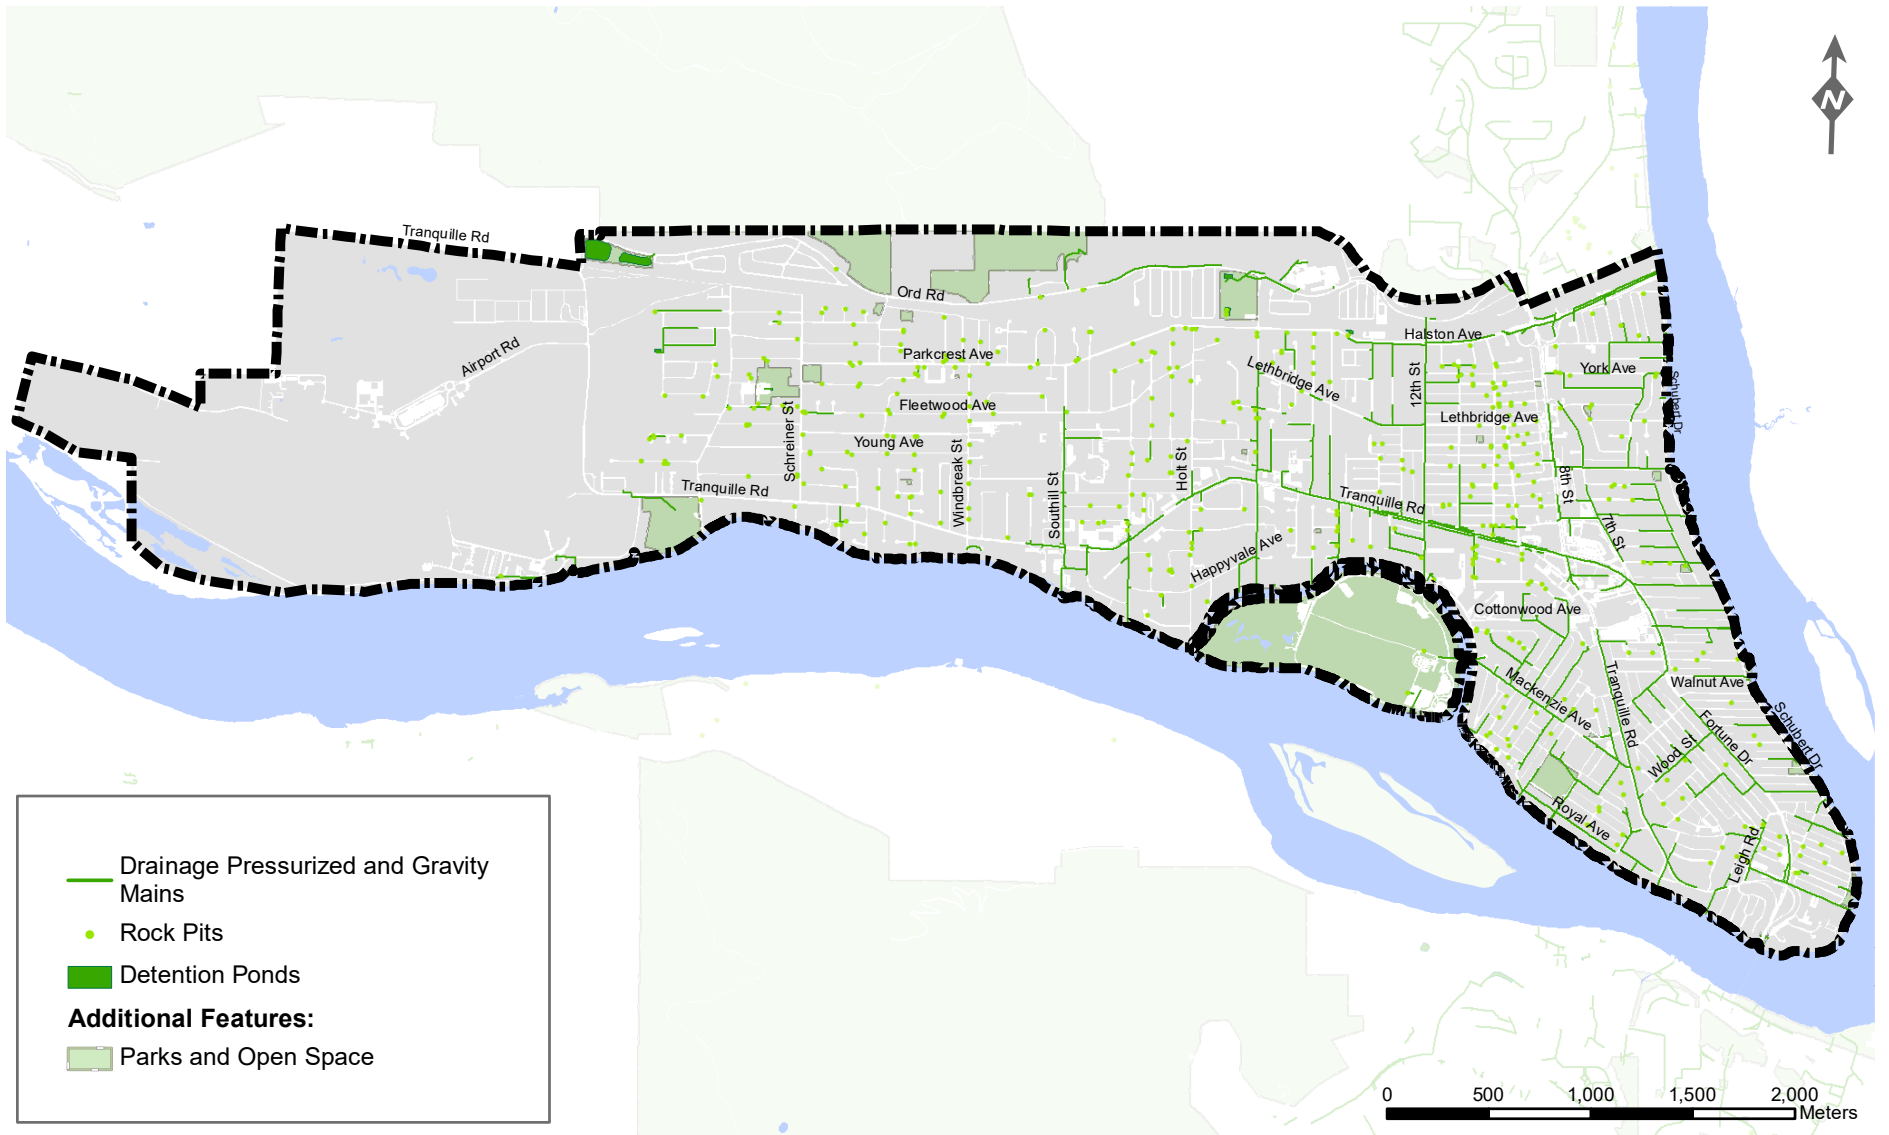 N
Tranquille Rd
Ord Rd
Airport Rd
Parkcrest Ave
Halston Ave
Lethbridge Ave
York Ave
12th St
Schubert Dr
Fleetwood Ave
Lethbridge Ave
Schreiner St
Young Ave
Windbreak St
Southill St
Holt St
8th St
7th St
Tranquille Rd
Tranquille Rd
Happyvale Ave
Cottonwood Ave
Mackenzie Ave
Tranquille Rd
Walnut Ave
Fortune Dr
Schubert Dr
Wood St
Royal Ave
Leigh Rd
Drainage Pressurized and Gravity
Mains
Rock Pits
Detention Ponds
Additional Features:
Parks and Open Space
0 500 1,000 1,500 2,000
Meters